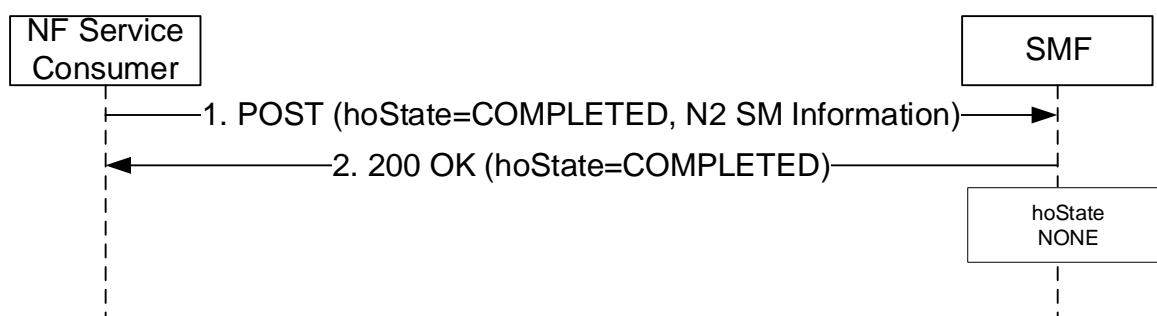 NF Service
Consumer
SMF
1. POST (hoState=COMPLETED, N2 SM Information)
2. 200 OK (hoState=COMPLETED)
hoState
NONE